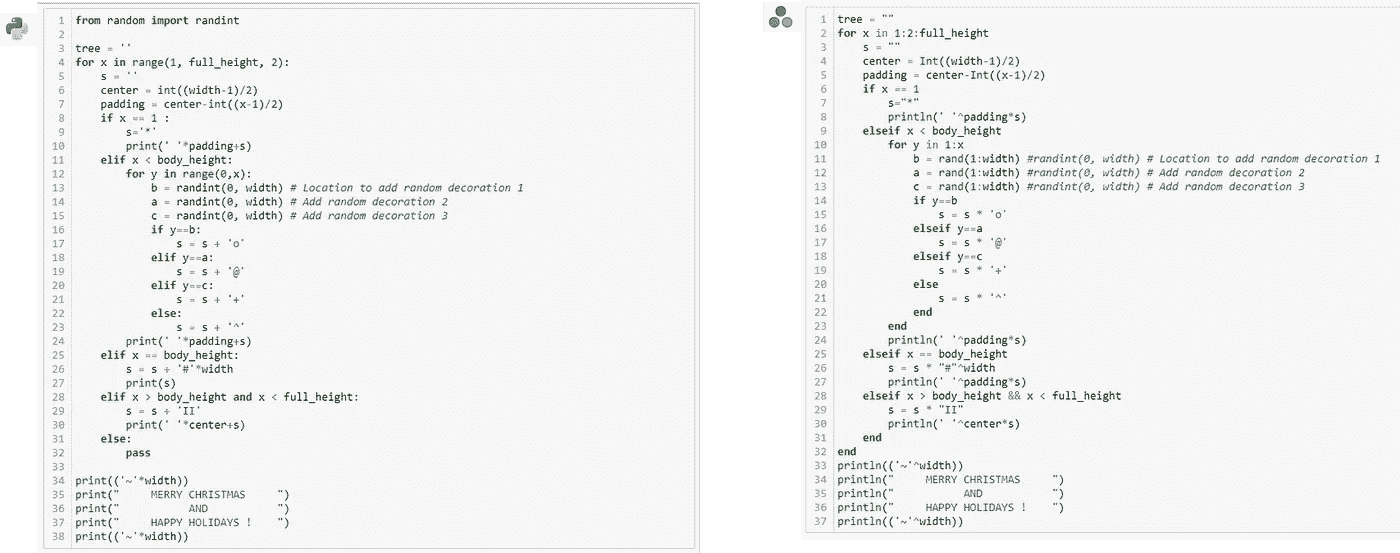 1 from random import randint
2
3 tree = ''
4 for x in range(1, full_height, 2):
5     s = ''
6     center = int((width-1)/2)
7     padding = center-int((x-1)/2)
8     if x == 1 :
9         s='*'
10         print(' '*padding+s)
11     elif x < body_height:
12         for y in range(0,x):
13             b = randint(0, width) # Location to add random decoration 1
14             a = randint(0, width) # Add random decoration 2
15             c = randint(0, width) # Add random decoration 3
16             if y==b:
17                 s = s + 'o'
18             elif y==a:
19                 s = s + '@'
20             elif y==c:
21                 s = s + '+'
22             else:
23                 s = s + '^'
24         print(' '*padding+s)
25     elif x == body_height:
26         s = s + '#'*width
27         print(s)
28     elif x > body_height and x < full_height:
29         s = s + 'II'
30         print(' '*center+s)
31     else:
32         pass
33
34 print(('~'*width))
35 print("     MERRY CHRISTMAS     ")
36 print("           AND           ")
37 print("     HAPPY HOLIDAYS !    ")
38 print(('~'*width))
1 tree = ""
2 for x in 1:2:full_height
3     s = ""
4     center = Int((width-1)/2)
5     padding = center-Int((x-1)/2)
6     if x == 1
7         s="*"
8         println(' '^padding*s)
9     elseif x < body_height
10         for y in 1:x
11             b = rand(1:width) #randint(0, width) # Location to add random decoration 1
12             a = rand(1:width) #randint(0, width) # Add random decoration 2
13             c = rand(1:width) #randint(0, width) # Add random decoration 3
14             if y==b
15                 s = s * 'o'
16             elseif y==a
17                 s = s * '@'
18             elseif y==c
19                 s = s * '+'
20             else
21                 s = s * '^'
22             end
23         end
24         println(' '^padding*s)
25     elseif x == body_height
26         s = s * "#"^width
27         println(' '^padding*s)
28     elseif x > body_height && x < full_height
29         s = s * "II"
30         println(' '^center*s)
31     end
32 end
33 println(('~'^width))
34 println("     MERRY CHRISTMAS     ")
35 println("           AND           ")
36 println("     HAPPY HOLIDAYS !    ")
37 println(('~'^width))